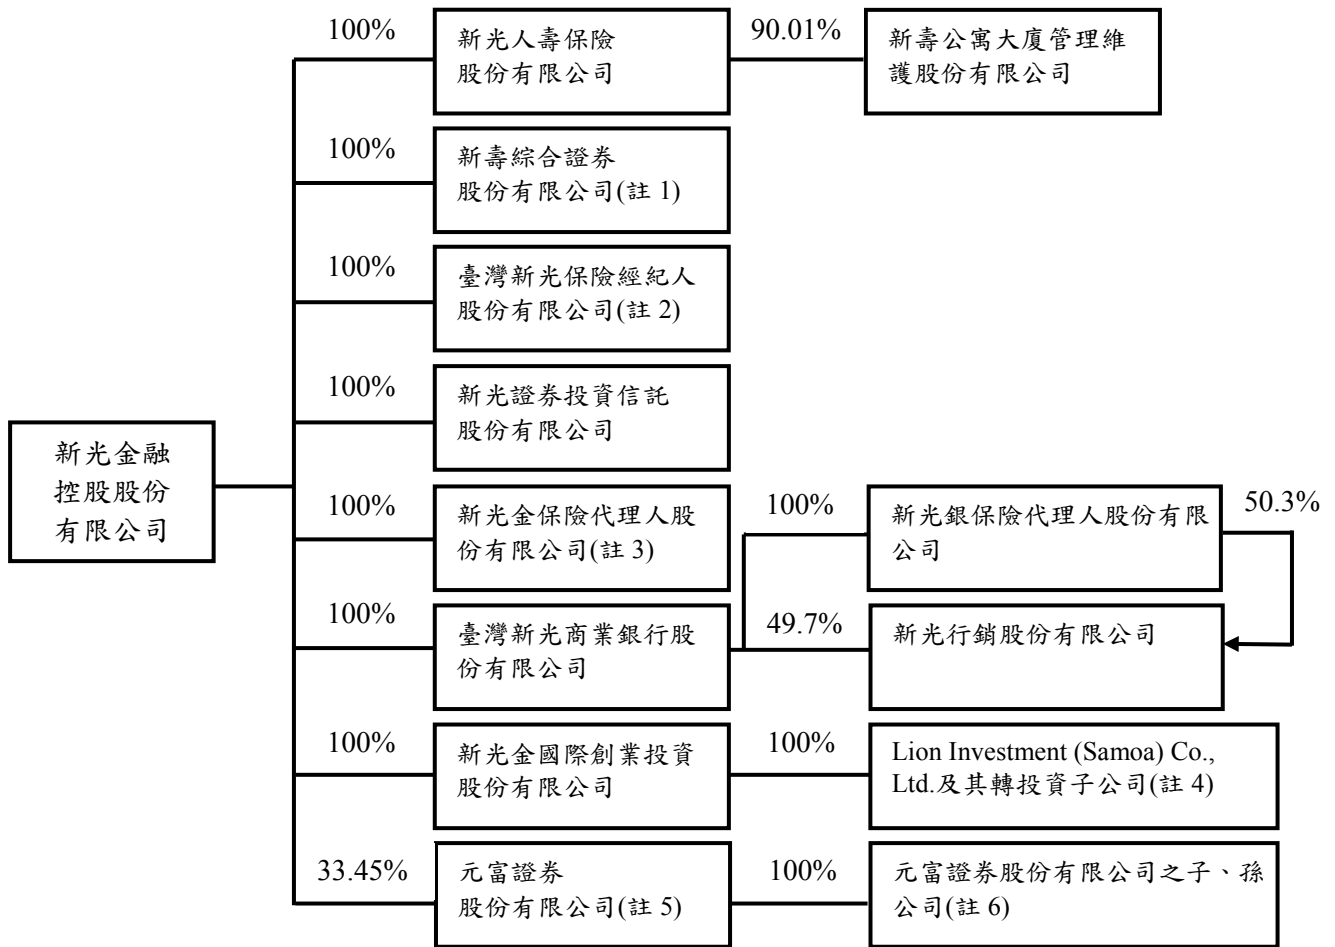 新光金融
控股股份
有限公司
100%
新光人壽保險
股份有限公司
90.01%
新壽公寓大廈管理維
護股份有限公司
100%
新壽綜合證券
股份有限公司(註 1)
100%
臺灣新光保險經紀人
股份有限公司(註 2)
100%
新光證券投資信託
股份有限公司
100%
新光金保險代理人股
份有限公司(註 3)
100%
臺灣新光商業銀行股
份有限公司
100%
新光銀保險代理人股份有限
公司
50.3%
49.7%
新光行銷股份有限公司
100%
新光金國際創業投資
股份有限公司
100%
Lion Investment (Samoa) Co.,
Ltd.及其轉投資子公司(註 4)
33.45%
元富證券
股份有限公司(註 5)
100%
元富證券股份有限公司之子、孫
公司(註 6)